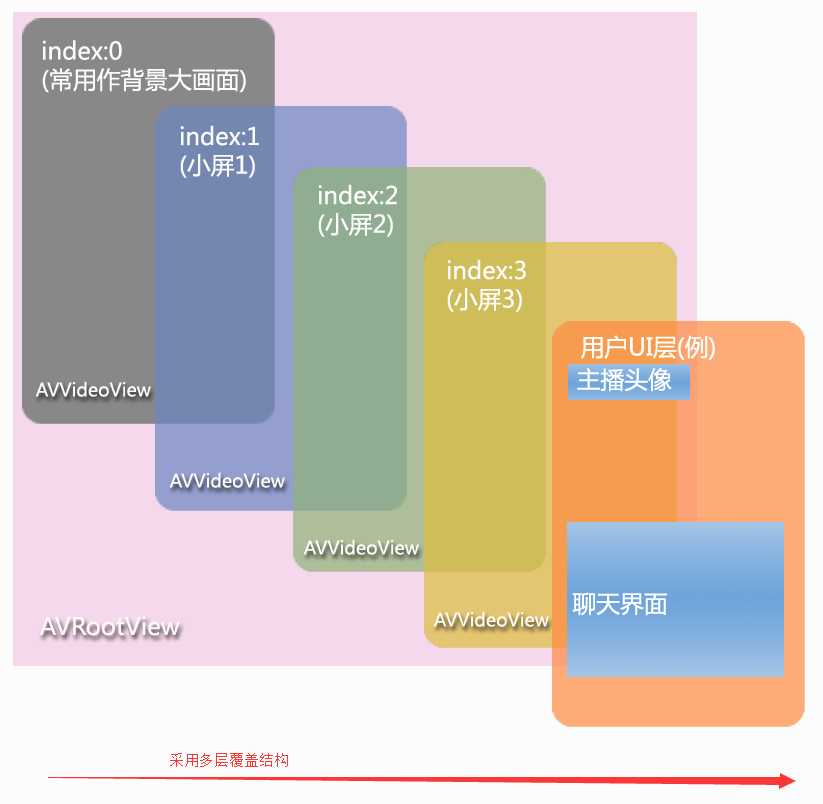 index:0
(常用作背景大画面)
index:1
(小屏1)
index:2
(小屏2)
index:3
(小屏3)
用户UI层(例)
主播头像
AVVideoView
AVVideoView
AVVideoView
聊天界面
AVVideoView
AVRootView
采用多层覆盖结构